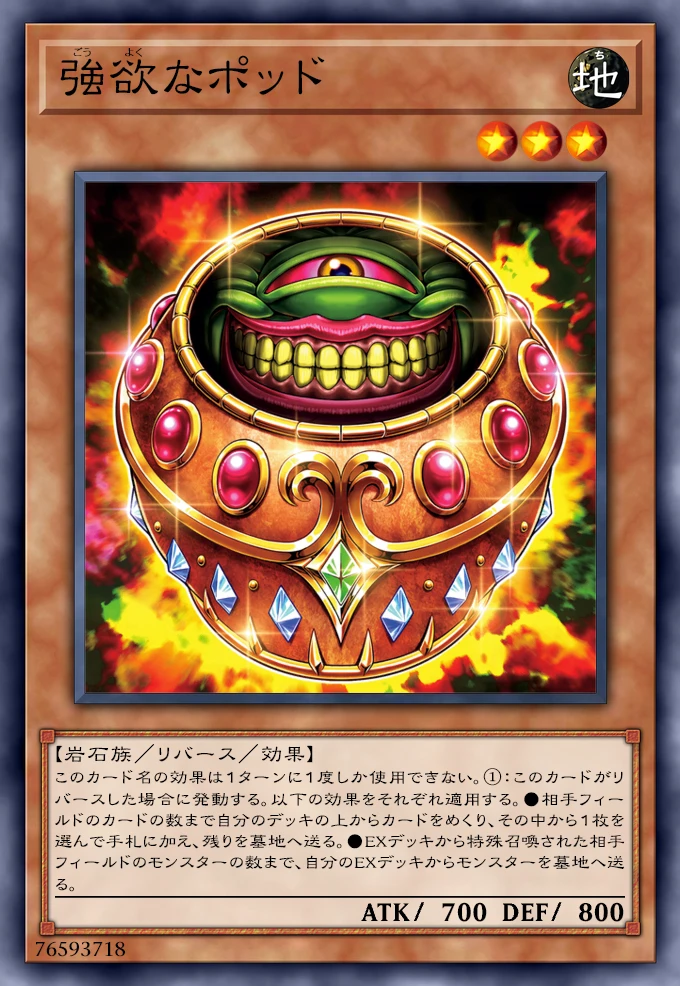 強欲なポッド
ごう よく
地
ち
【岩石族／リバース／効果】
このカード名の効果は１ターンに１度しか使用できない。①：このカードがリ
バースした場合に発動する。以下の効果をそれぞれ適用する。●相手フィー
ルドのカードの数まで自分のデッキの上からカードをめくり、その中から１枚を
選んで手札に加え、残りを墓地へ送る。●EXデッキから特殊召喚された相手
フィールドのモンスターの数まで、自分のEXデッキからモンスターを墓地へ送
る。
ATK/ 700 DEF/ 800
76593718